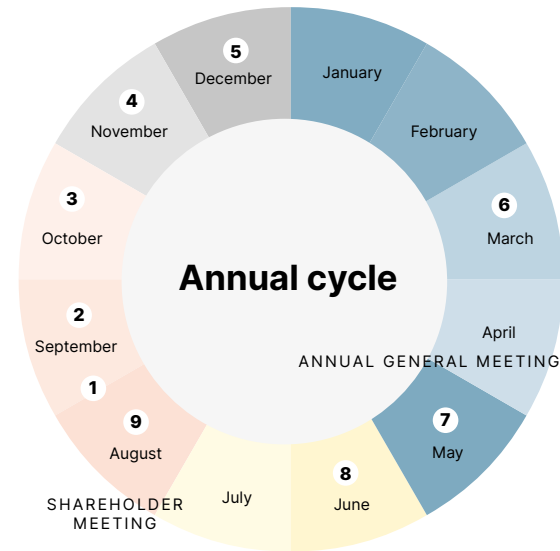 5
December
January
4
November
February
3
October
6
March
Annual cycle
2
September
April
ANNUAL GENERAL MEETING
1
9
August
7
May
8
June
July
SHAREHOLDER
MEETING